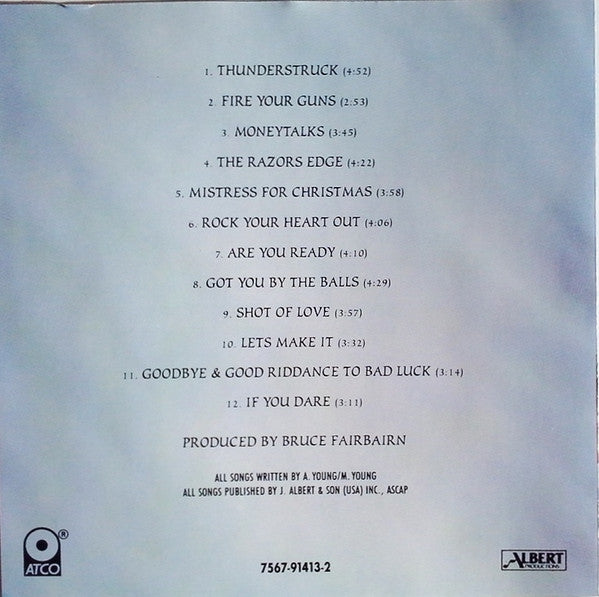 1. THUNDERSTRUCK (4:52)
2. FIRE YOUR GUNS (2:53)
3. MONEYTALKS (3:45)
4. THE RAZORS EDGE (4:22)
5. MISTRESS FOR CHRISTMAS (3:58)
6. ROCK YOUR HEART OUT (4:06)
7. ARE YOU READY (4:10)
8. GOT YOU BY THE BALLS (4:29)
9. SHOT OF LOVE (3:57)
10. LETS MAKE IT (3:32)
11. GOODBYE & GOOD RIDDANCE TO BAD LUCK (3:14)
12. IF YOU DARE (3:11)
PRODUCED BY BRUCE FAIRBAIRN
ALL SONGS WRITTEN BY A. YOUNG/M. YOUNG
ALL SONGS PUBLISHED BY J. ALBERT & SON (USA) INC., ASCAP
ATCO ®
7567-91413-2
ALBERT
PRODUCTIONS